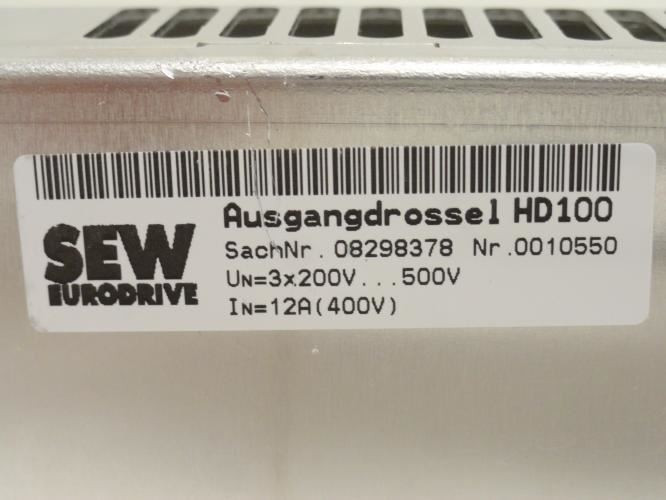 SEW
EURODRIVE
Ausgangdrossel HD100
SachNr. 08298378 Nr.0010550
UN=3x200V...500V
IN=12A(400V)